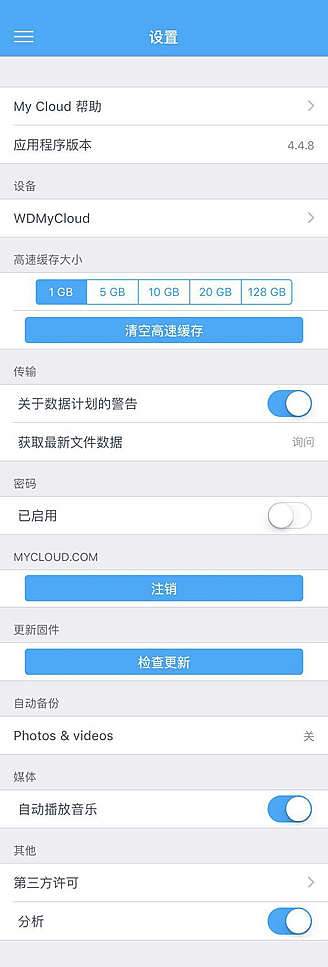 设置
My Cloud 帮助
应用程序版本 4.4.8
设备
WDMyCloud
高速缓存大小
1 GB 5 GB 10 GB 20 GB 128 GB
清空高速缓存
传输
关于数据计划的警告
获取最新文件数据 询问
密码
已启用
MYCLOUD.COM
注销
更新固件
检查更新
自动备份
Photos & videos 关
媒体
自动播放音乐
其他
第三方许可
分析